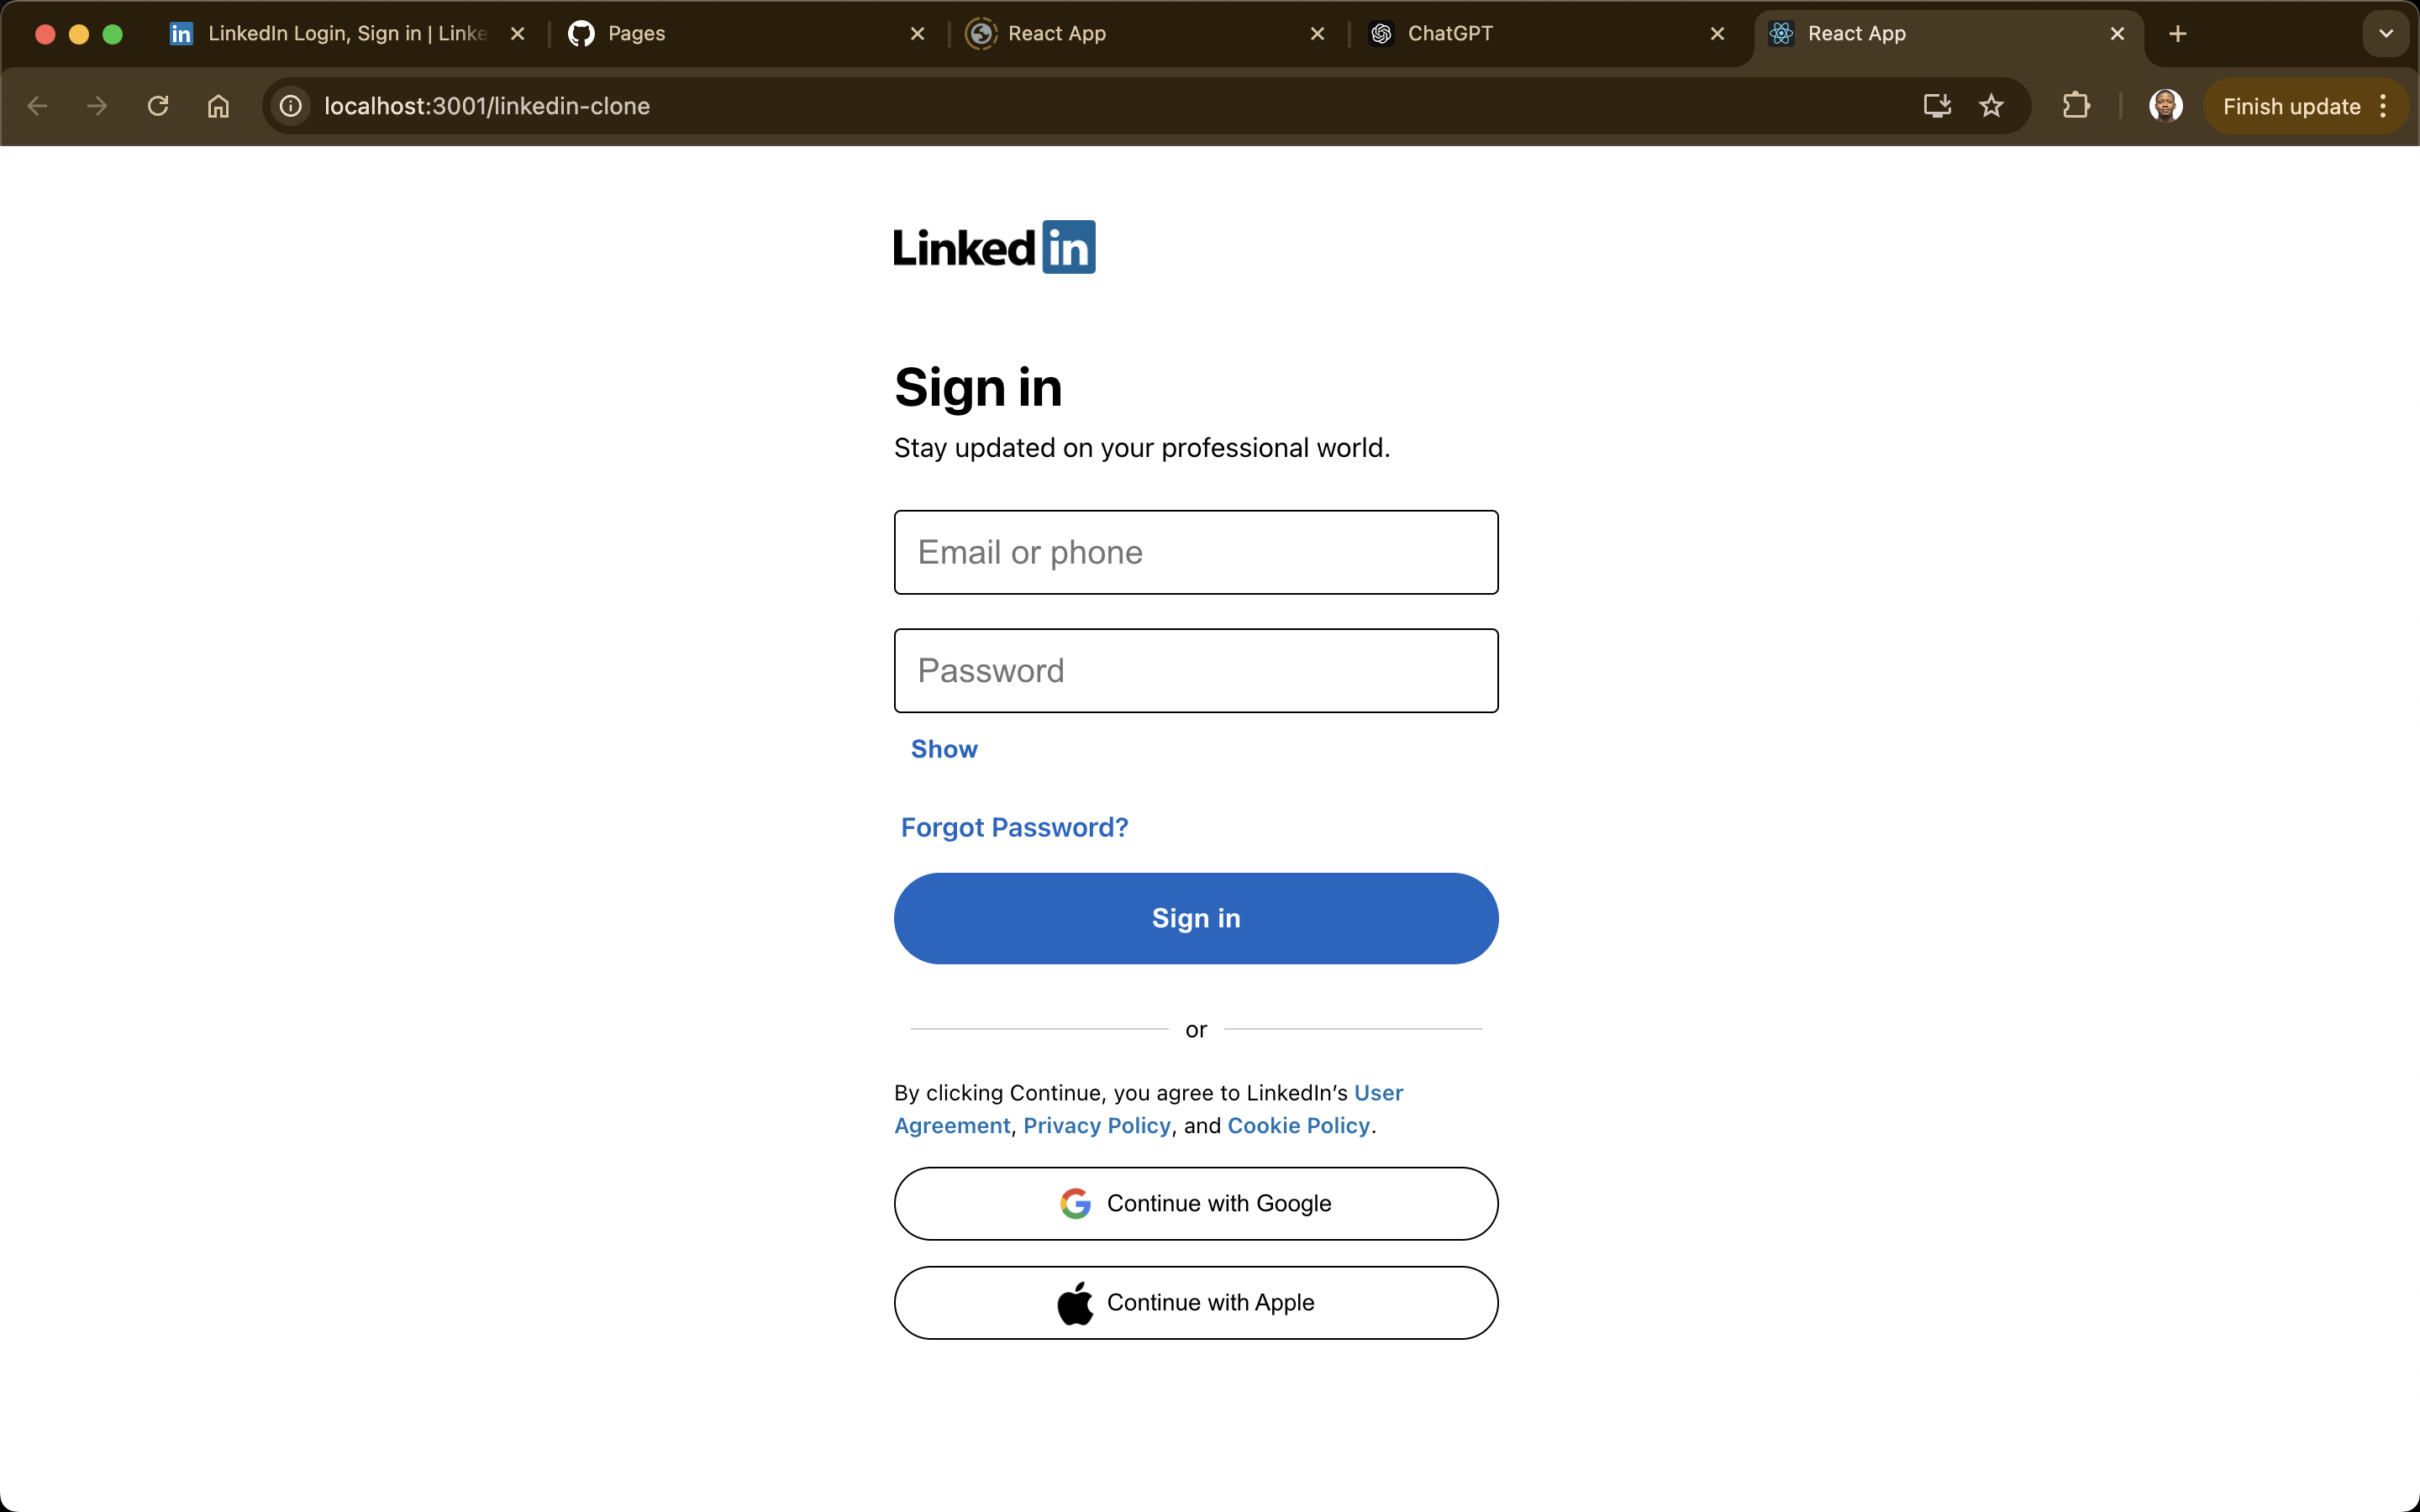 LinkedIn Login, Sign in | Linke
Pages
React App
ChatGPT
React App
localhost:3001/linkedin-clone
Finish update
Linkedin
Sign in
Stay updated on your professional world.
Email or phone
Password
Show
Forgot Password?
Sign in
or
By clicking Continue, you agree to LinkedIn’s User
Agreement, Privacy Policy, and Cookie Policy.
Continue with Google
Continue with Apple